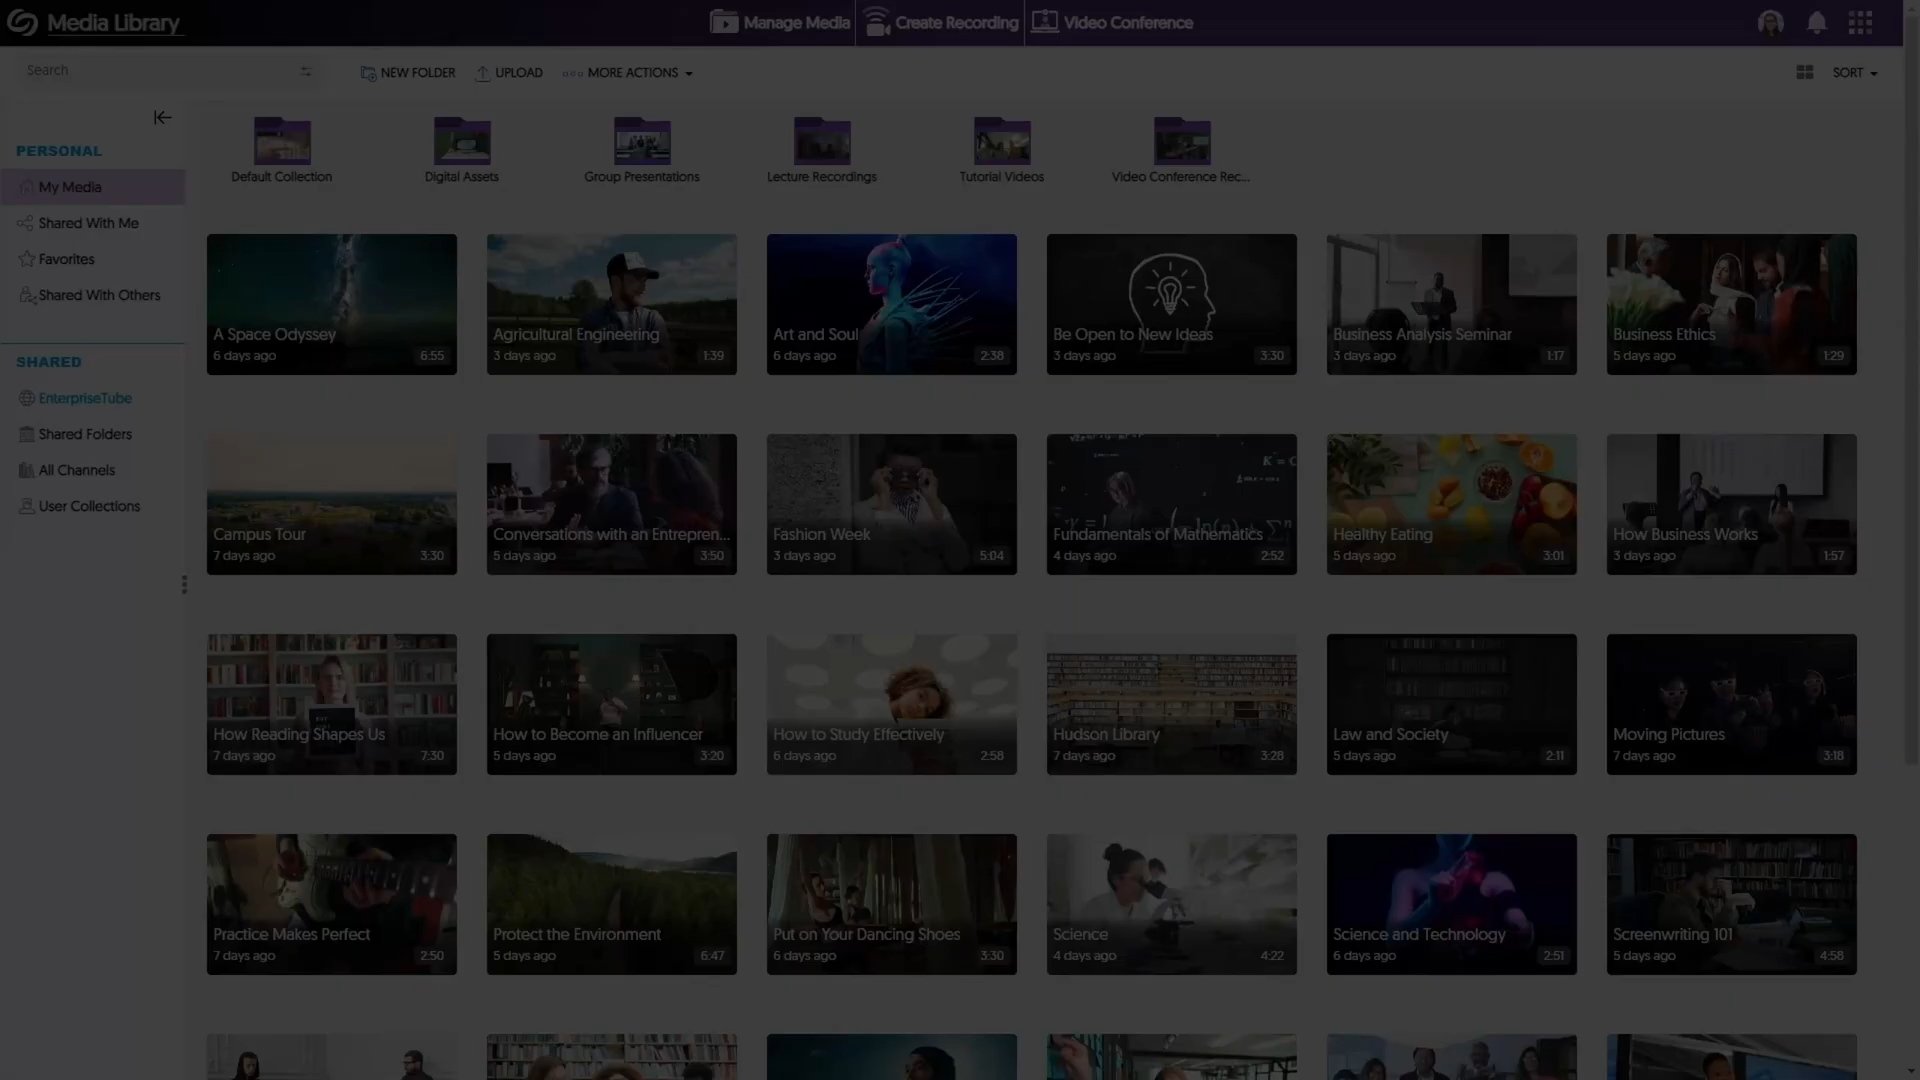 Media Library
Manage Media
Create Recording
Video Conference
Search
NEW FOLDER
UPLOAD
MORE ACTIONS
SORT
PERSONAL
My Media
Shared With Me
Favorites
Shared With Others
SHARED
EnterpriseTube
Shared Folders
All Channels
User Collections
Default Collection
Digital Assets
Group Presentations
Lecture Recordings
Tutorial Videos
Video Conference Rec...
A Space Odyssey
6 days ago 6:55
Agricultural Engineering
3 days ago 1:39
Art and Soul
6 days ago 2:38
Be Open to New Ideas
3 days ago 3:30
Business Analysis Seminar
3 days ago 1:17
Business Ethics
5 days ago 1:29
Campus Tour
7 days ago 3:30
Conversations with an Entrepren...
5 days ago 3:50
Fashion Week
3 days ago 5:04
Fundamentals of Mathematics
4 days ago 2:52
Healthy Eating
5 days ago 3:01
How Business Works
3 days ago 1:57
How Reading Shapes Us
7 days ago 7:30
How to Become an Influencer
5 days ago 3:20
How to Study Effectively
6 days ago 2:58
Hudson Library
7 days ago 3:28
Law and Society
5 days ago 2:11
Moving Pictures
7 days ago 3:18
Practice Makes Perfect
7 days ago 2:50
Protect the Environment
5 days ago 6:47
Put on Your Dancing Shoes
6 days ago 3:30
Science
4 days ago 4:22
Science and Technology
6 days ago 2:51
Screenwriting 101
5 days ago 4:58